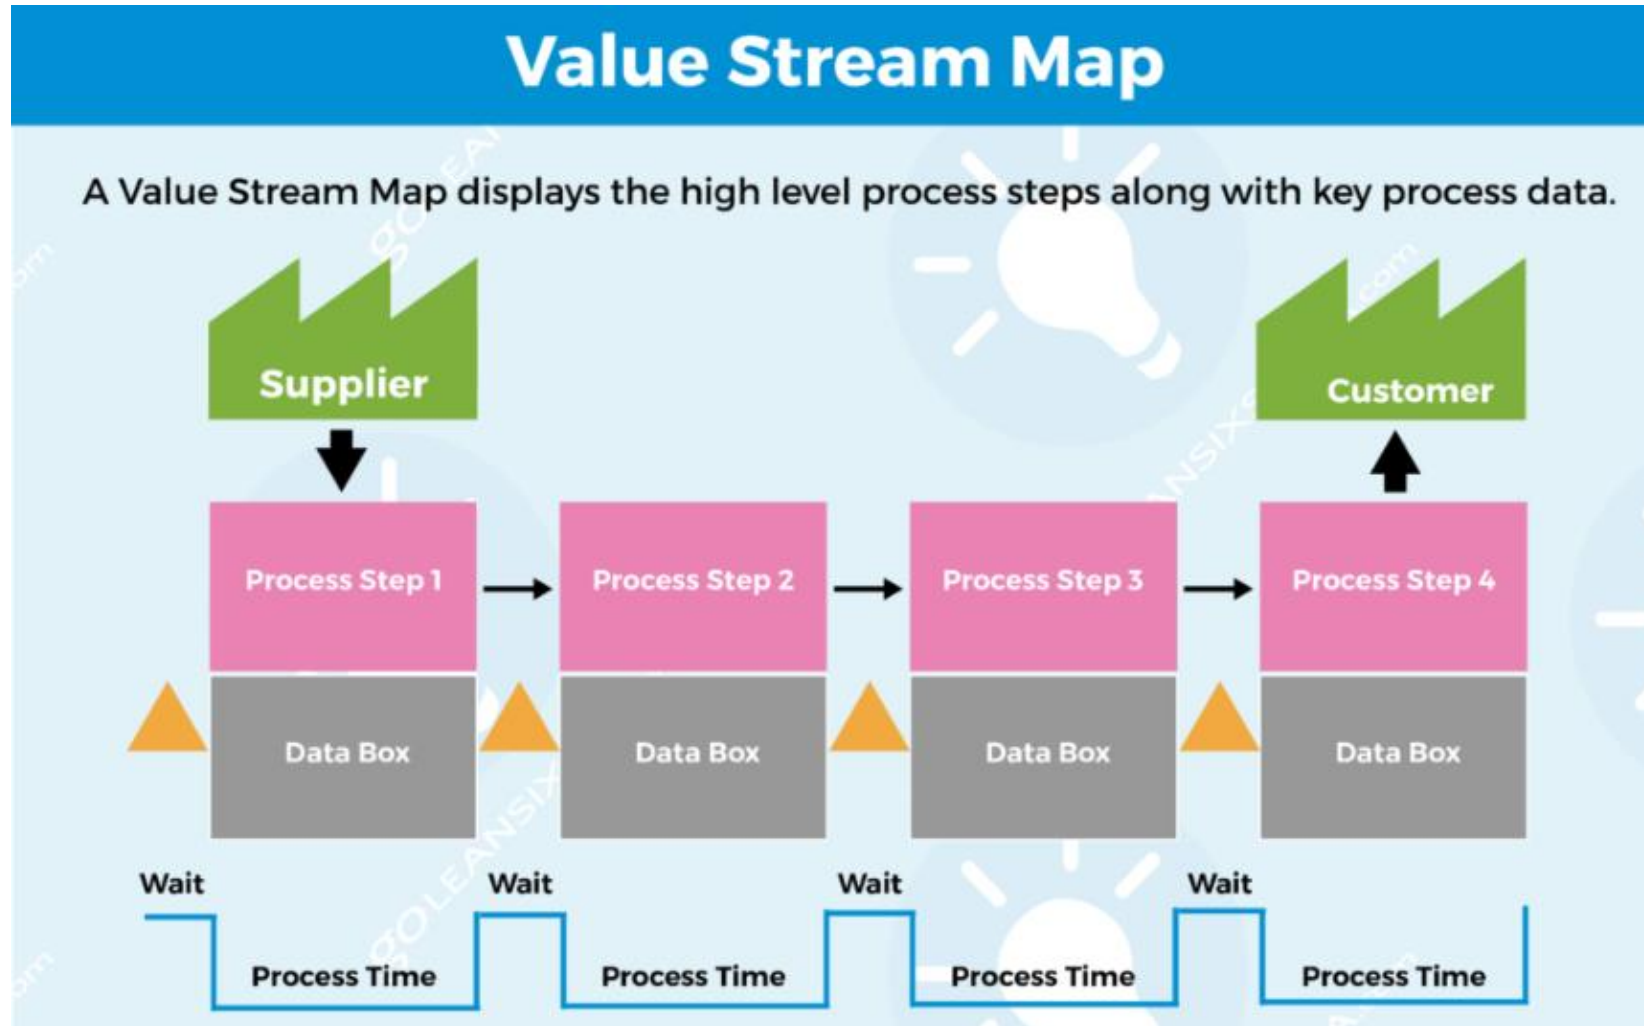 Value Stream Map
A Value Stream Map displays the high level process steps along with key process data.
Supplier
Customer
Process Step 1
Process Step 2
Process Step 3
Process Step 4
Data Box
Data Box
Data Box
Data Box
Wait
Wait
Wait
Wait
Process Time
Process Time
Process Time
Process Time